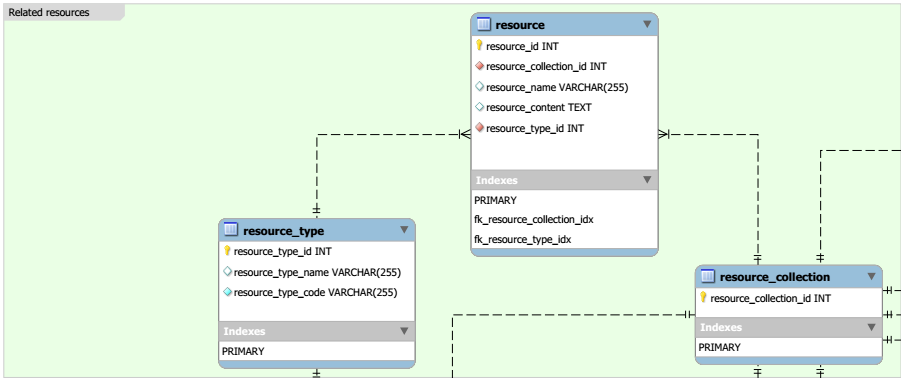 Related resources
resource
resource_id INT
resource_collection_id INT
resource_name VARCHAR(255)
resource_content TEXT
resource_type_id INT
Indexes
PRIMARY
fk_resource_collection_idx
fk_resource_type_idx
resource_type
resource_type_id INT
resource_type_name VARCHAR(255)
resource_type_code VARCHAR(255)
Indexes
PRIMARY
resource_collection
resource_collection_id INT
Indexes
PRIMARY